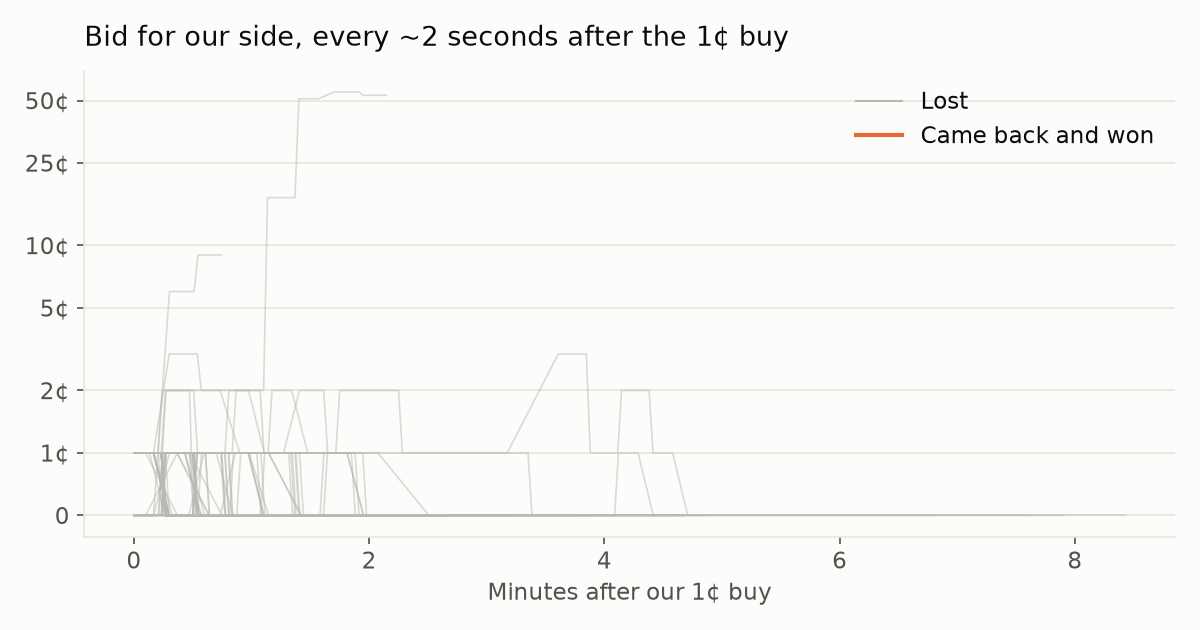 Bid for our side, every ~2 seconds after the 1¢ buy
50¢
25¢
10¢
5¢
2¢
1¢
0
Lost
Came back and won
0 2 4 6 8
Minutes after our 1¢ buy